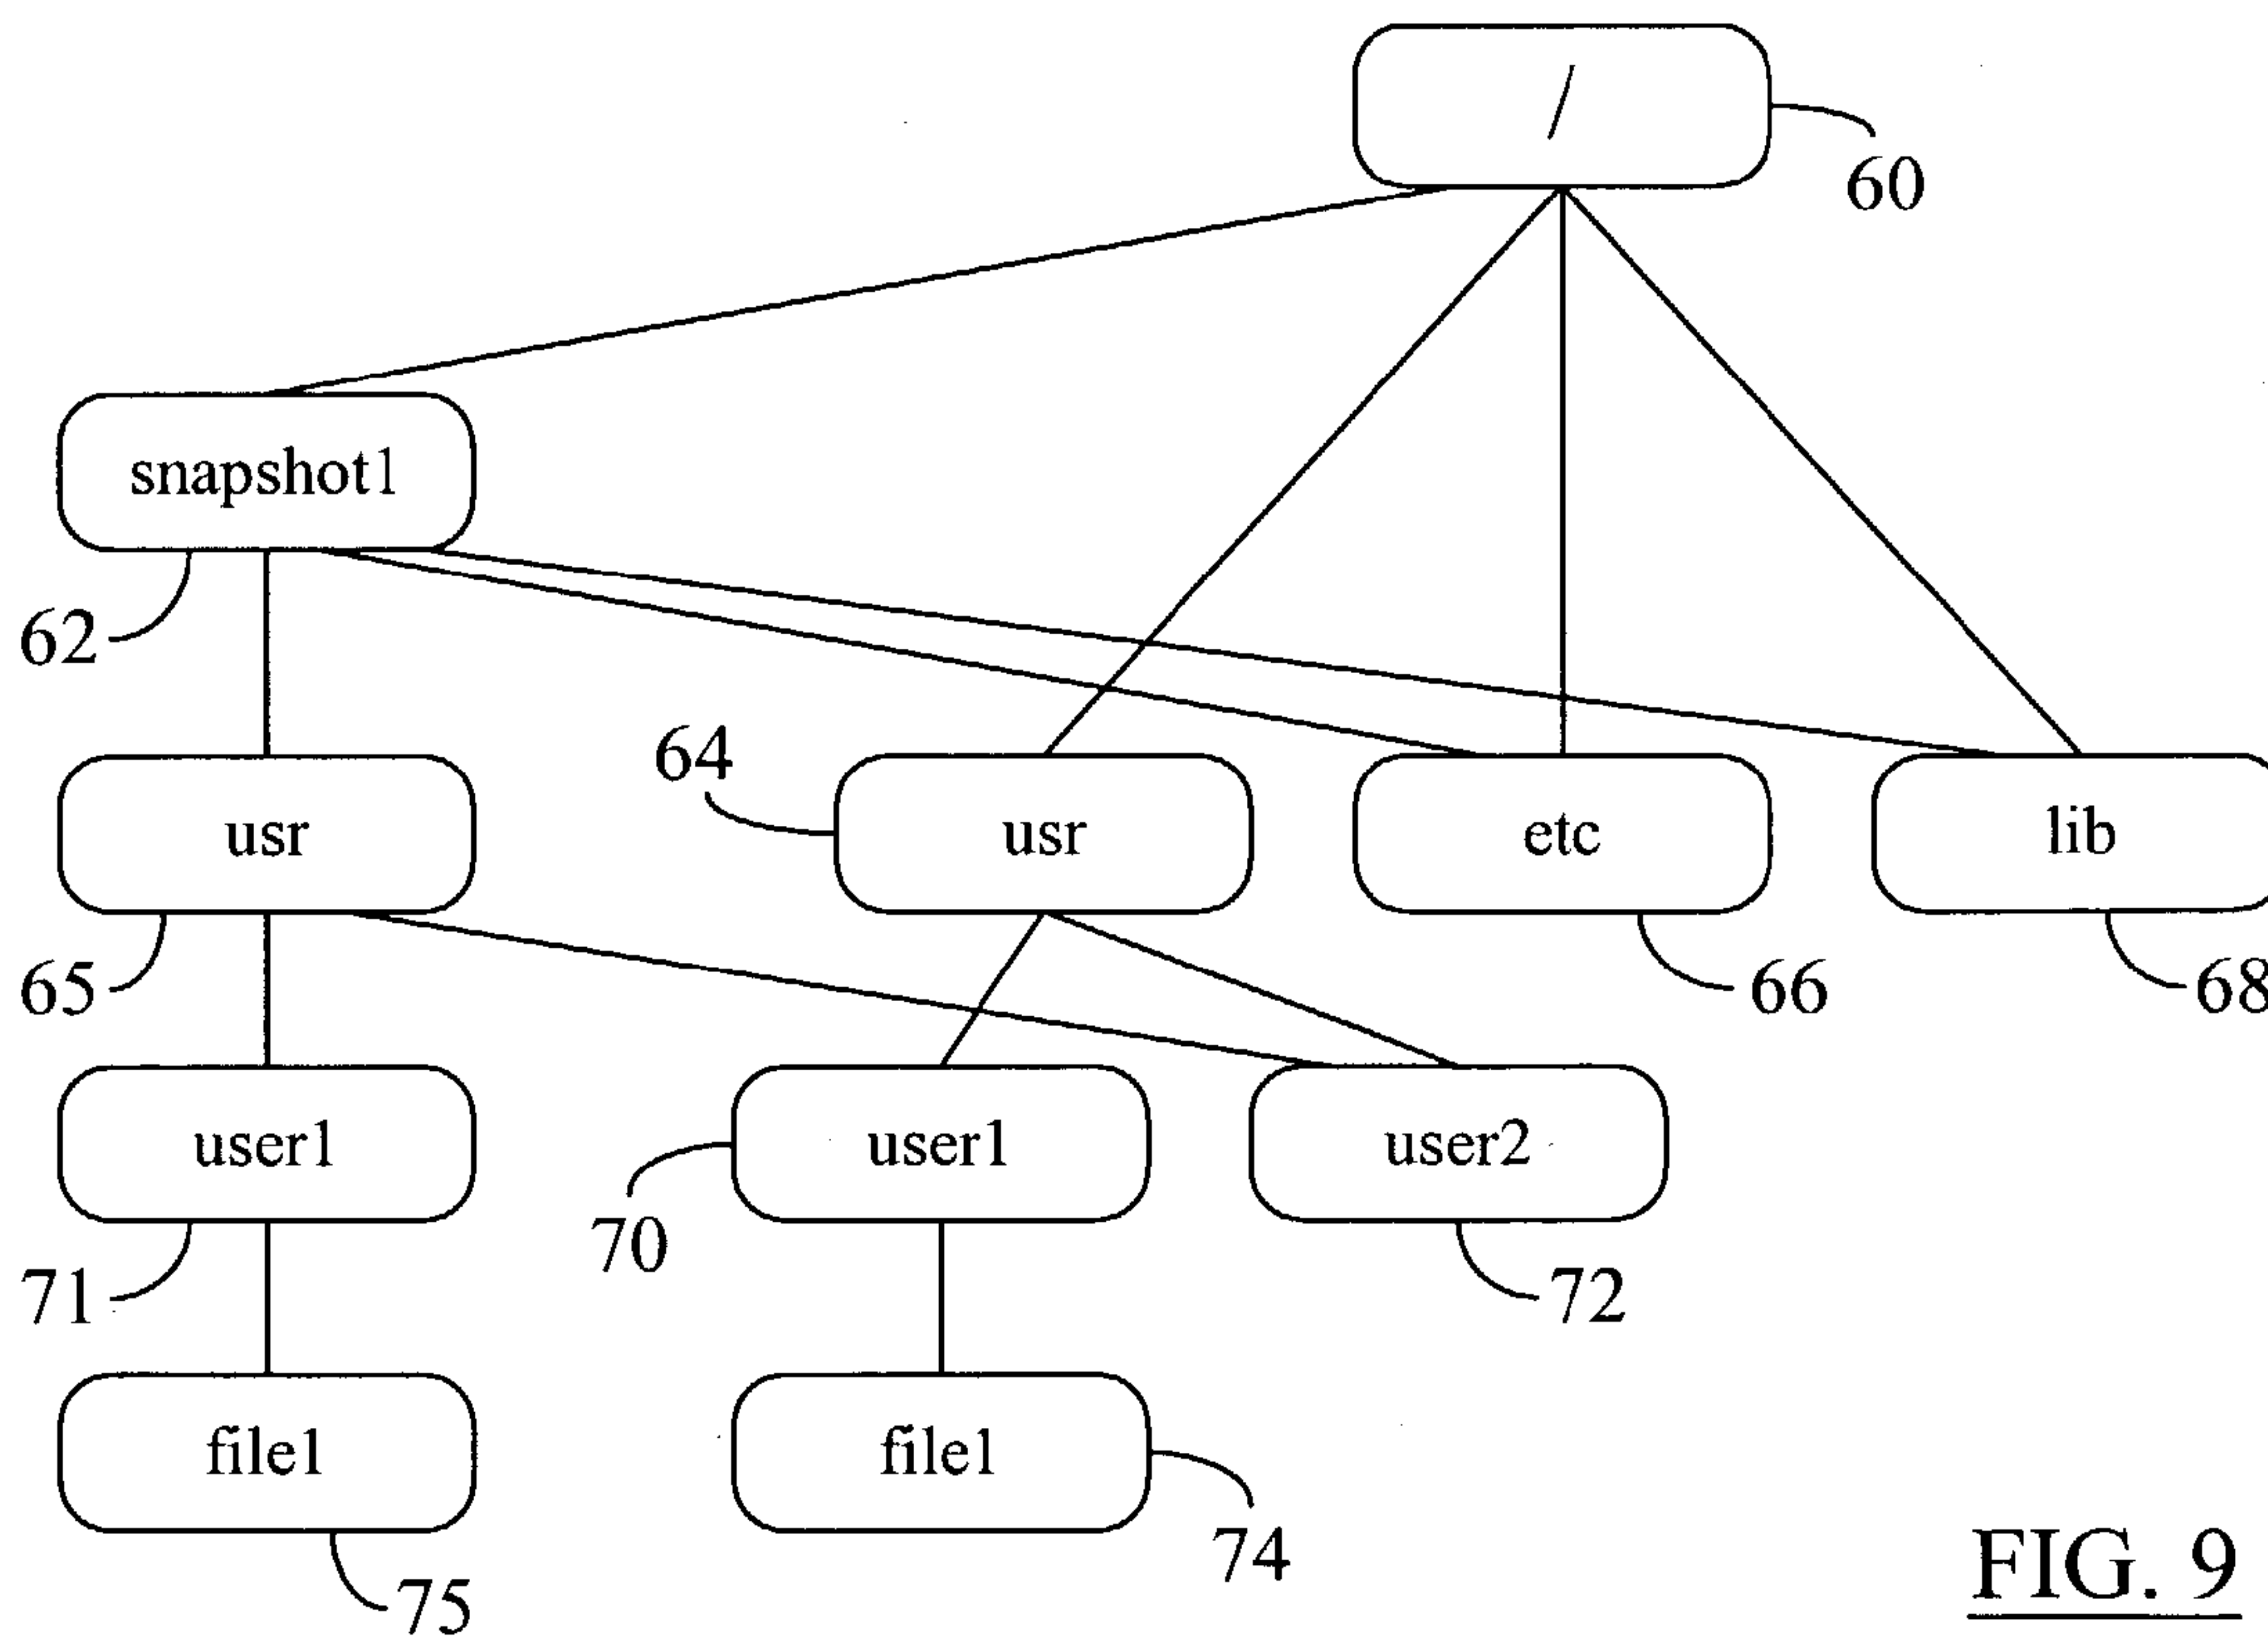 /
60
snapshot1
62
64
usr
usr
etc
lib
65
66
68
user1
user1
user2
71
70
72
file1
file1
75
74
FIG. 9